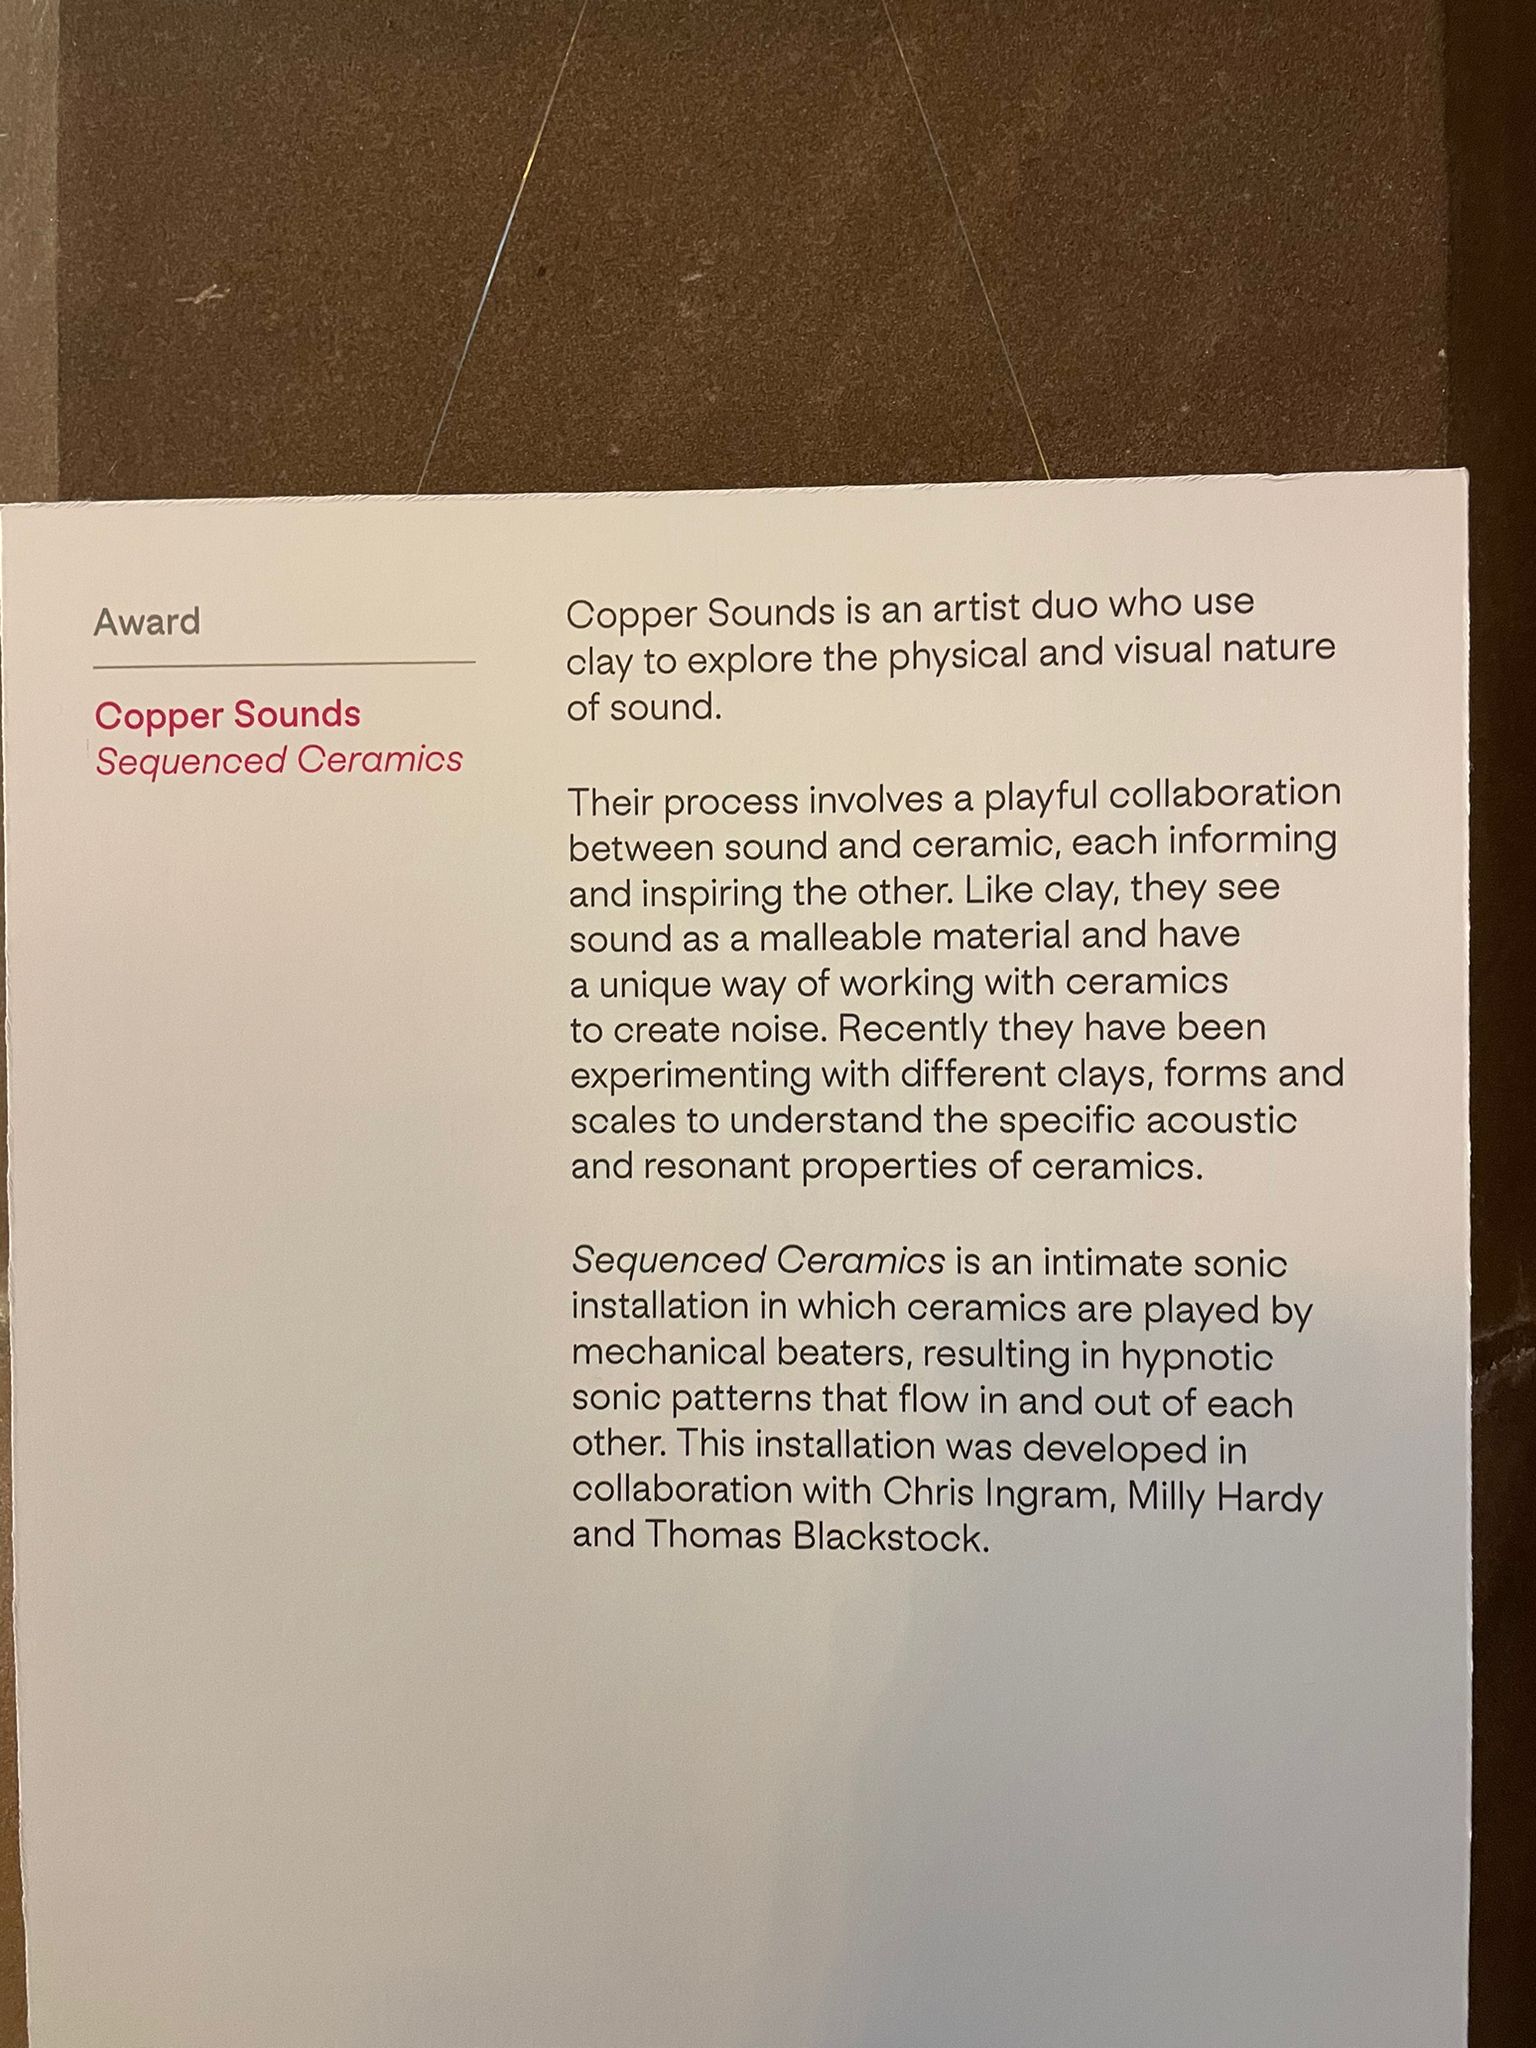 Award
Copper Sounds
Sequenced Ceramics
Copper Sounds is an artist duo who use
clay to explore the physical and visual nature
of sound.
Their process involves a playful collaboration
between sound and ceramic, each informing
and inspiring the other. Like clay, they see
sound as a malleable material and have
a unique way of working with ceramics
to create noise. Recently they have been
experimenting with different clays, forms and
scales to understand the specific acoustic
and resonant properties of ceramics.
Sequenced Ceramics is an intimate sonic
installation in which ceramics are played by
mechanical beaters, resulting in hypnotic
sonic patterns that flow in and out of each
other. This installation was developed in
collaboration with Chris Ingram, Milly Hardy
and Thomas Blackstock.